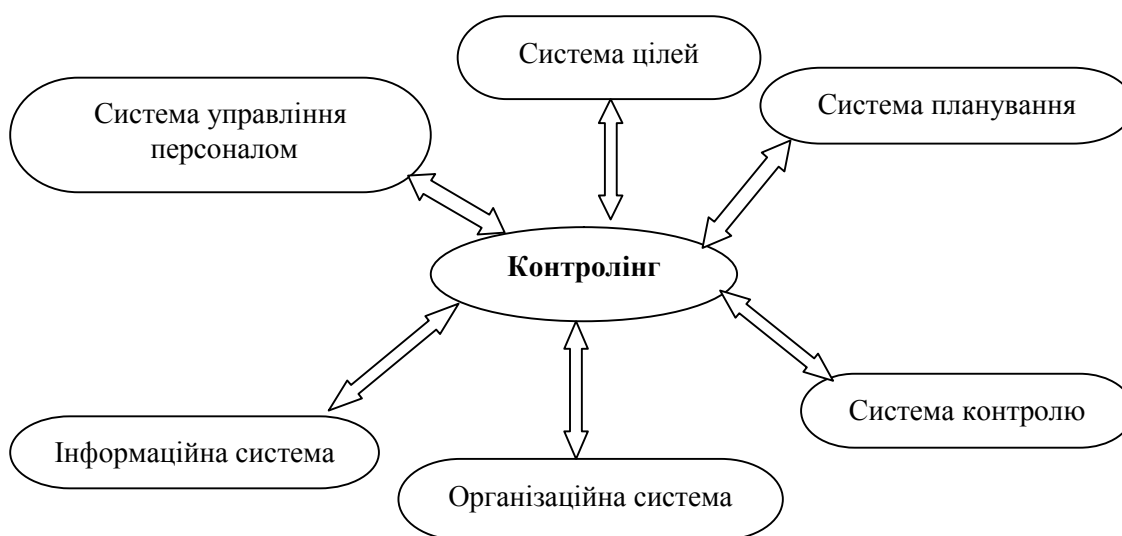 Система цілей
Система управління
персоналом
Система планування
Контролінг
Інформаційна система
Система контролю
Організаційна система